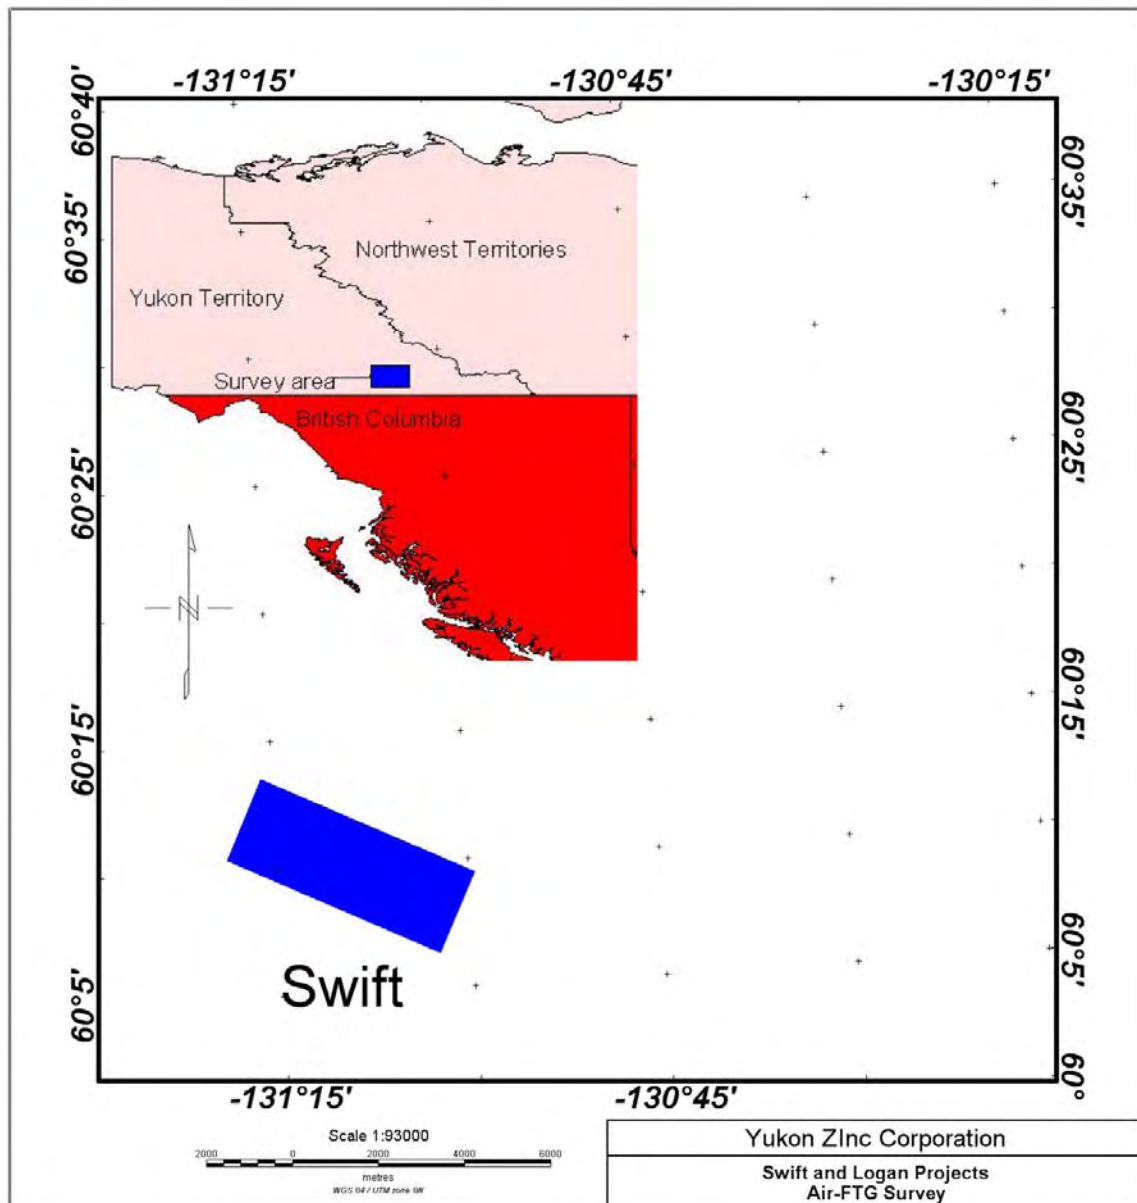 -131°15' -130°45' -130°15'
60°40'
60°35'
60°35'
Northwest Territories
Yukon Territory
Survey area
British Columbia
60°25'
60°25'
N
60°15'
60°15'
Swift
60°5'
60°5'
60°
-131°15' -130°45'
Scale 1:93000
2000 0 2000 4000 6000
metres
Yukon ZInc Corporation
Swift and Logan Projects
Air-FTG Survey